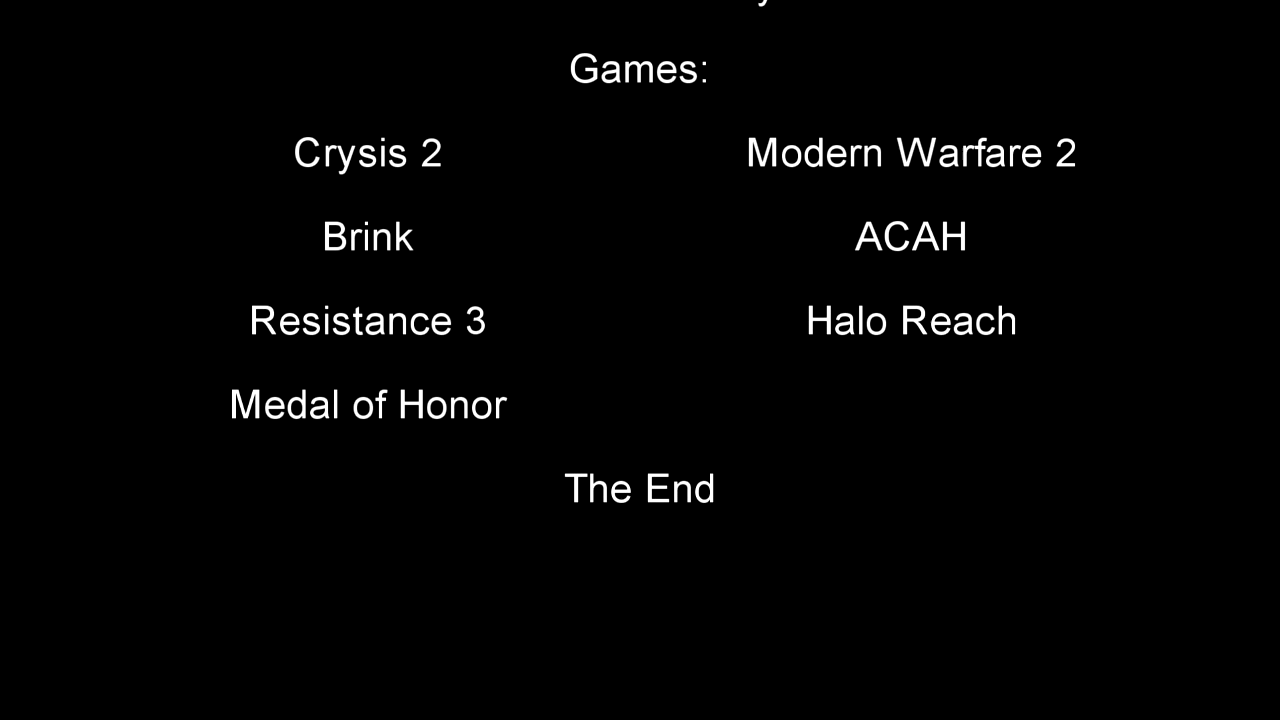 Games:
Crysis 2 Modern Warfare 2
Brink ACAH
Resistance 3 Halo Reach
Medal of Honor
The End